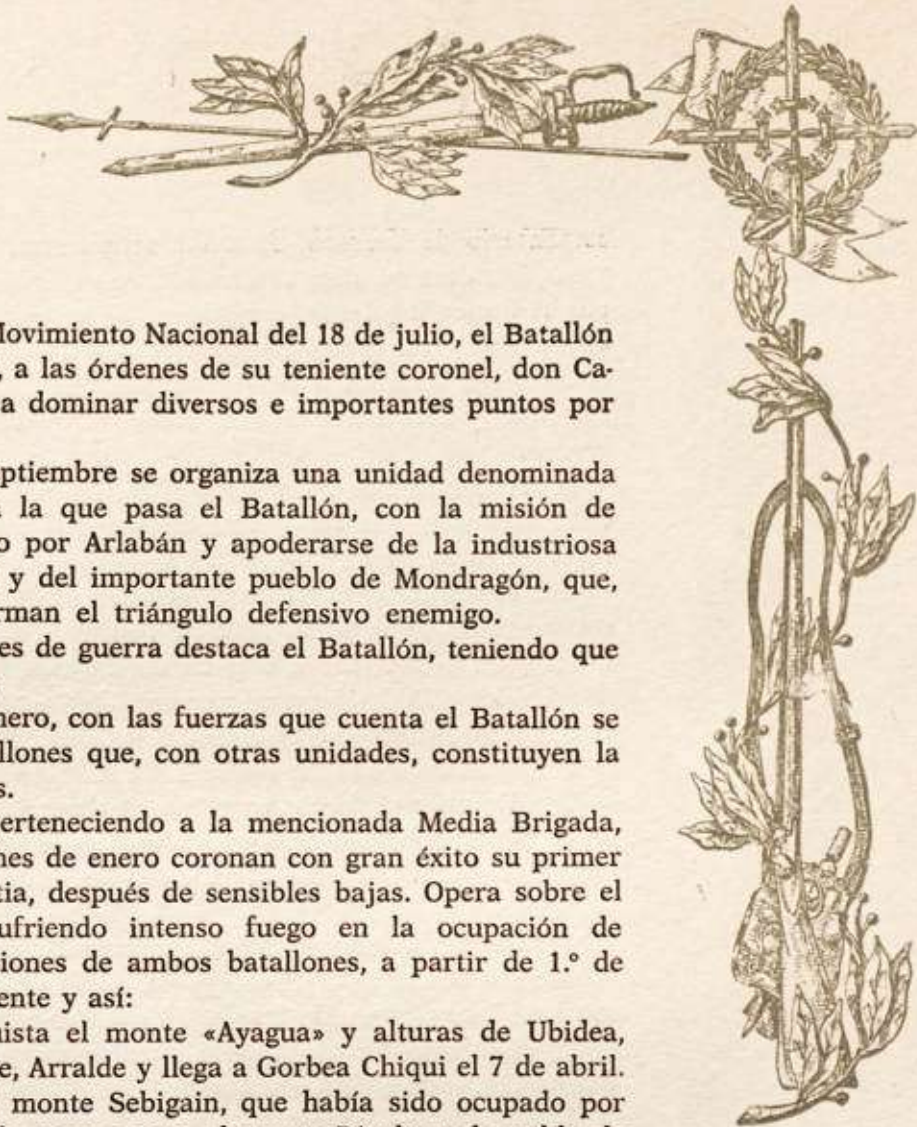 Movimiento Nacional del 18 de julio, el Batallón
, a las órdenes de su teniente coronel, don Ca-
a dominar diversos e importantes puntos por
ptiembre se organiza una unidad denominada
la que pasa el Batallón, con la misión de
o por Arlabán y apoderarse de la industriosa
y del importante pueblo de Mondragón, que,
rman el triángulo defensivo enemigo.
es de guerra destaca el Batallón, teniendo que
nero, con las fuerzas que cuenta el Batallón se
llones que, con otras unidades, constituyen la
s.
erteneciendo a la mencionada Media Brigada,
nes de enero coronan con gran éxito su primer
tia, después de sensibles bajas. Opera sobre el
ufriendo intenso fuego en la ocupación de
iones de ambos batallones, a partir de 1.º de
ente y así:
uista el monte «Ayagua» y alturas de Ubidea,
e, Arralde y llega a Gorbea Chiqui el 7 de abril.
monte Sebigain, que había sido ocupado por